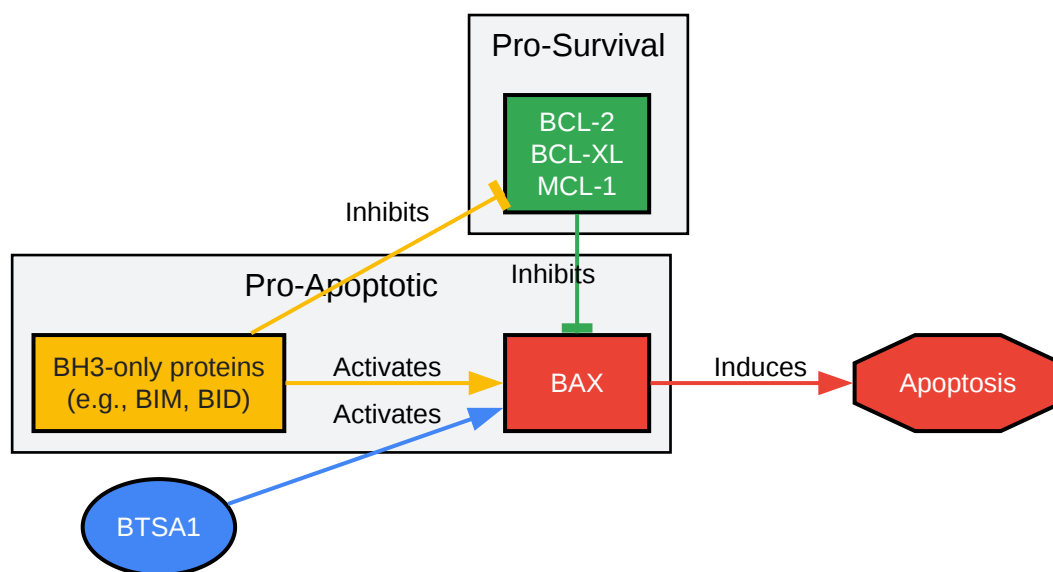 Pro-Survival
BCL-2
BCL-XL
MCL-1
Inhibits
Inhibits
Pro-Apoptotic
BH3-only proteins
(e.g., BIM, BID)
Activates
BAX
Induces
Apoptosis
Activates
BTSA1